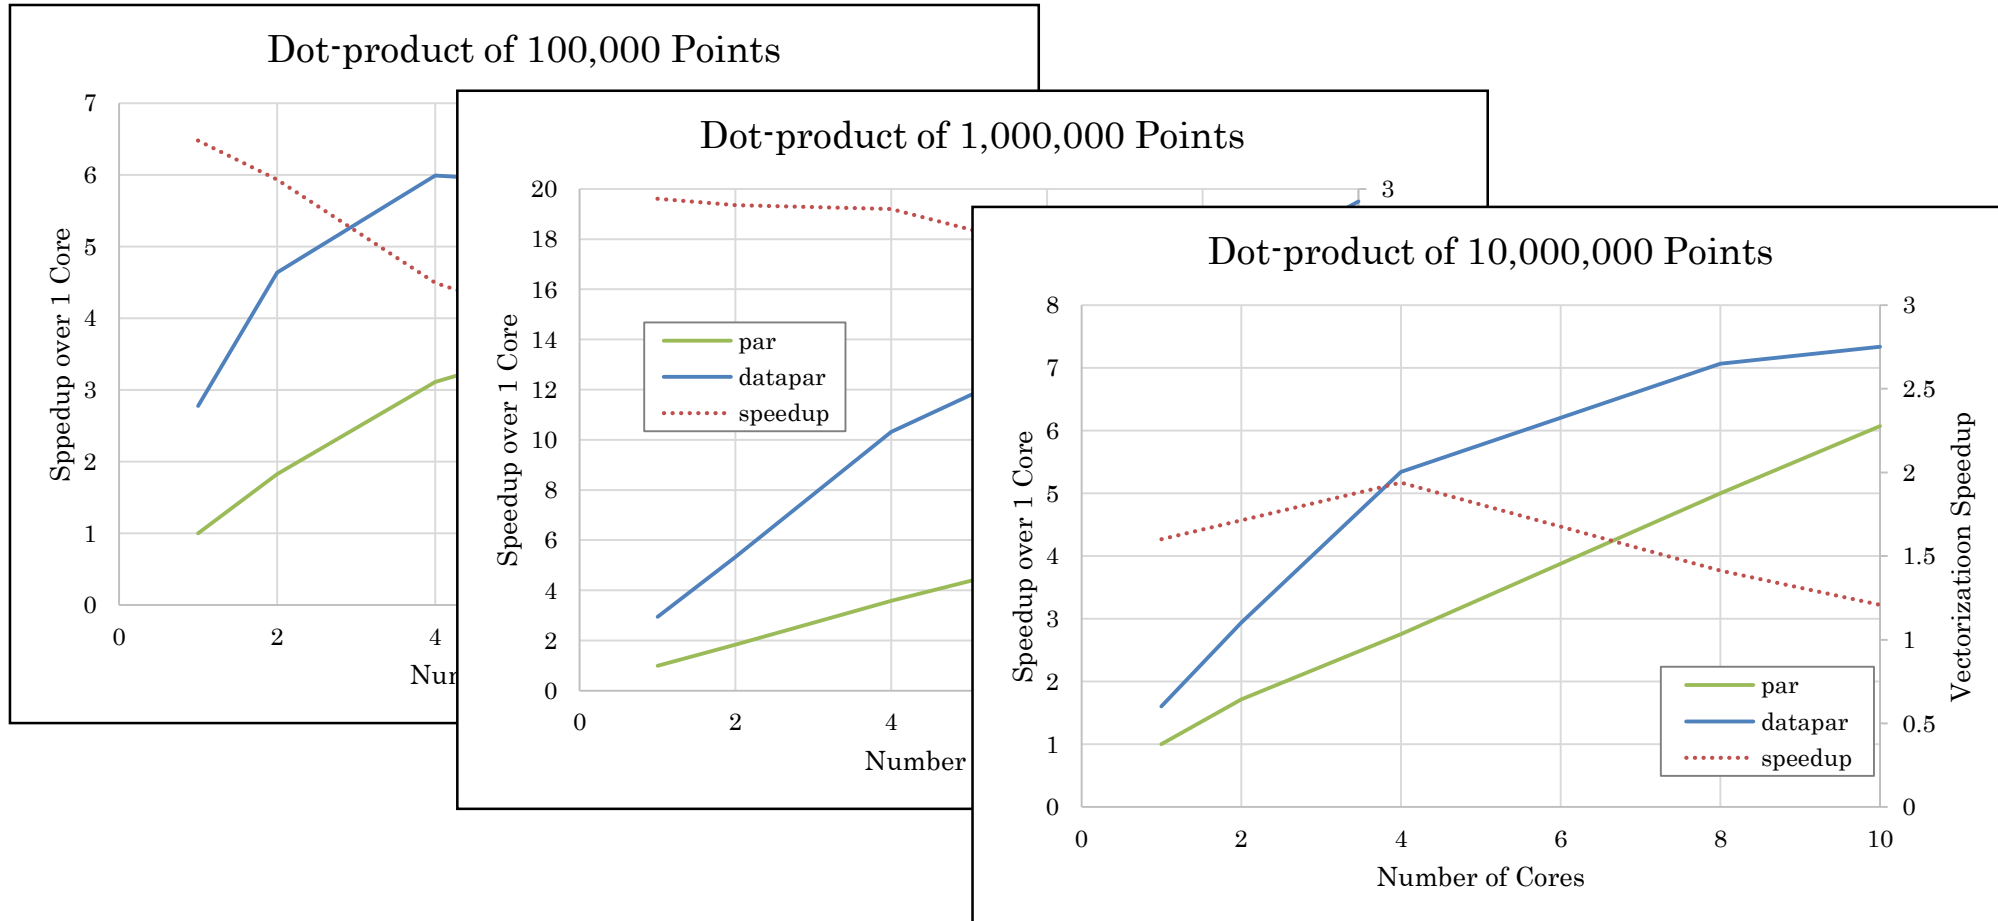 Dot-product of 100,000 Points
7
6
5
4
3
2
1
0
Sppedup over 1 Core
0 2 4
Dot-product of 1,000,000 Points
20
18
16
14
12
10
8
6
4
2
0
3
Speedup over 1 Core
par
datapar
speedup
0 2 4
Number
Dot-product of 10,000,000 Points
8
7
6
5
4
3
2
1
0
3
2.5
2
1.5
1
0.5
0
Speedup over 1 Core
Vectorizatioon Speedup
par
datapar
speedup
0 2 4 6 8 10
Number of Cores